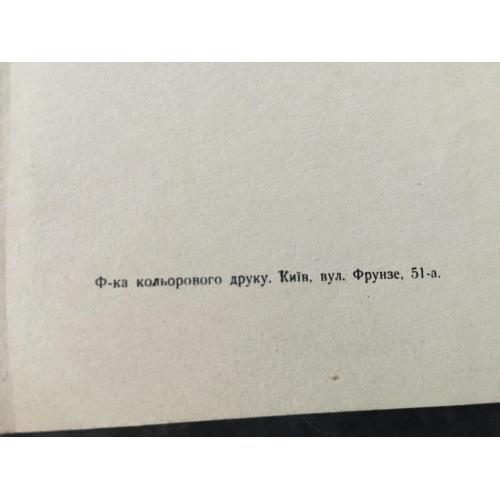 Ф-ка кольорового друку. Київ, вул. Фрунзе, 51-а.